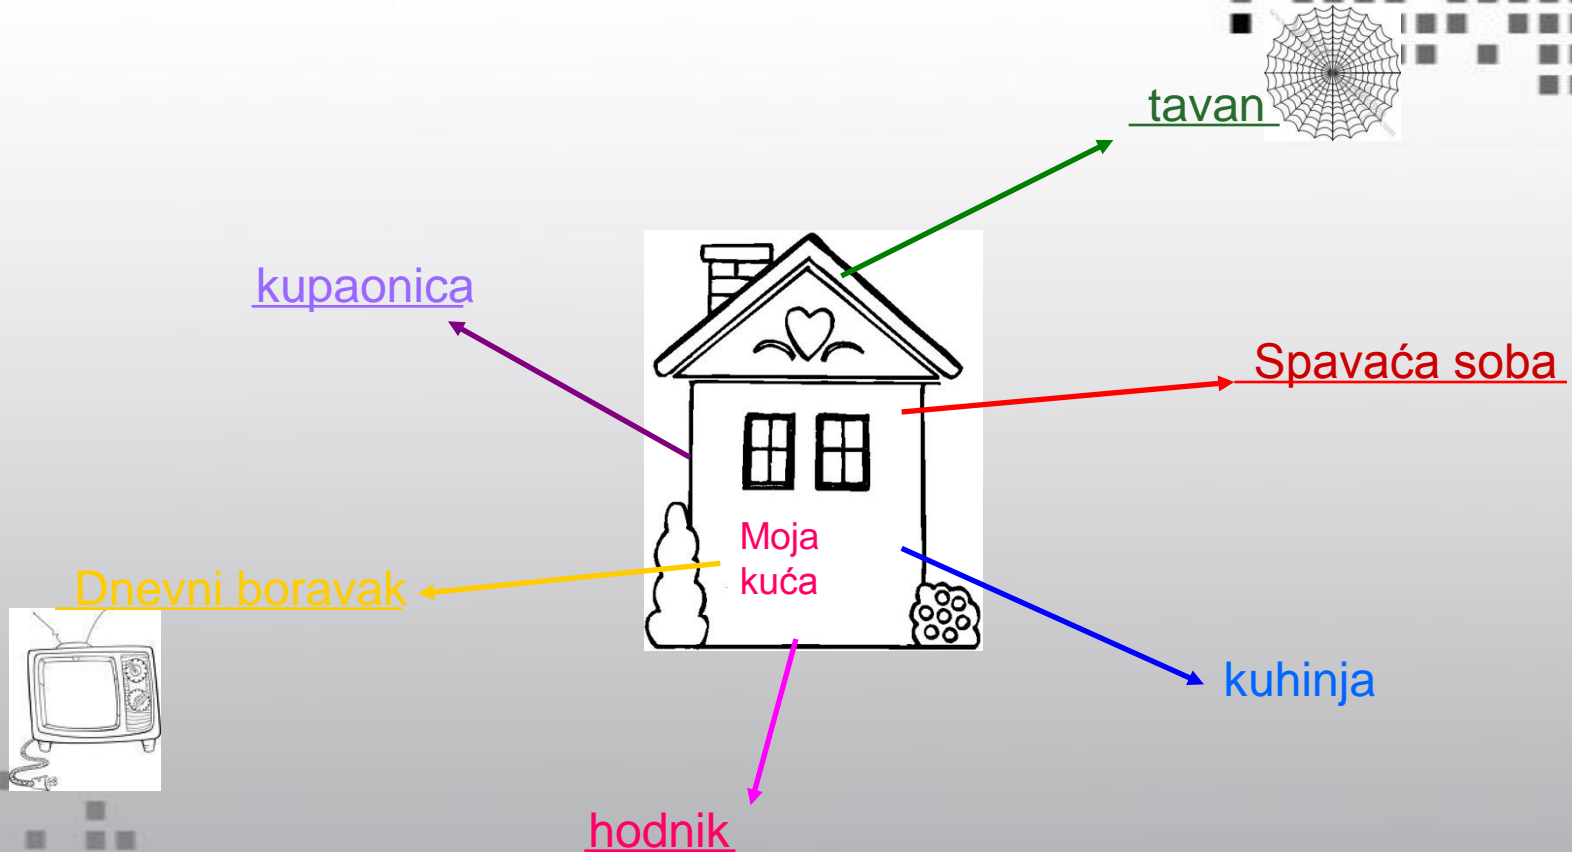 tavan
kupaonica
Spavaća soba
Moja
kuća
Dnevni boravak
kuhinja
hodnik